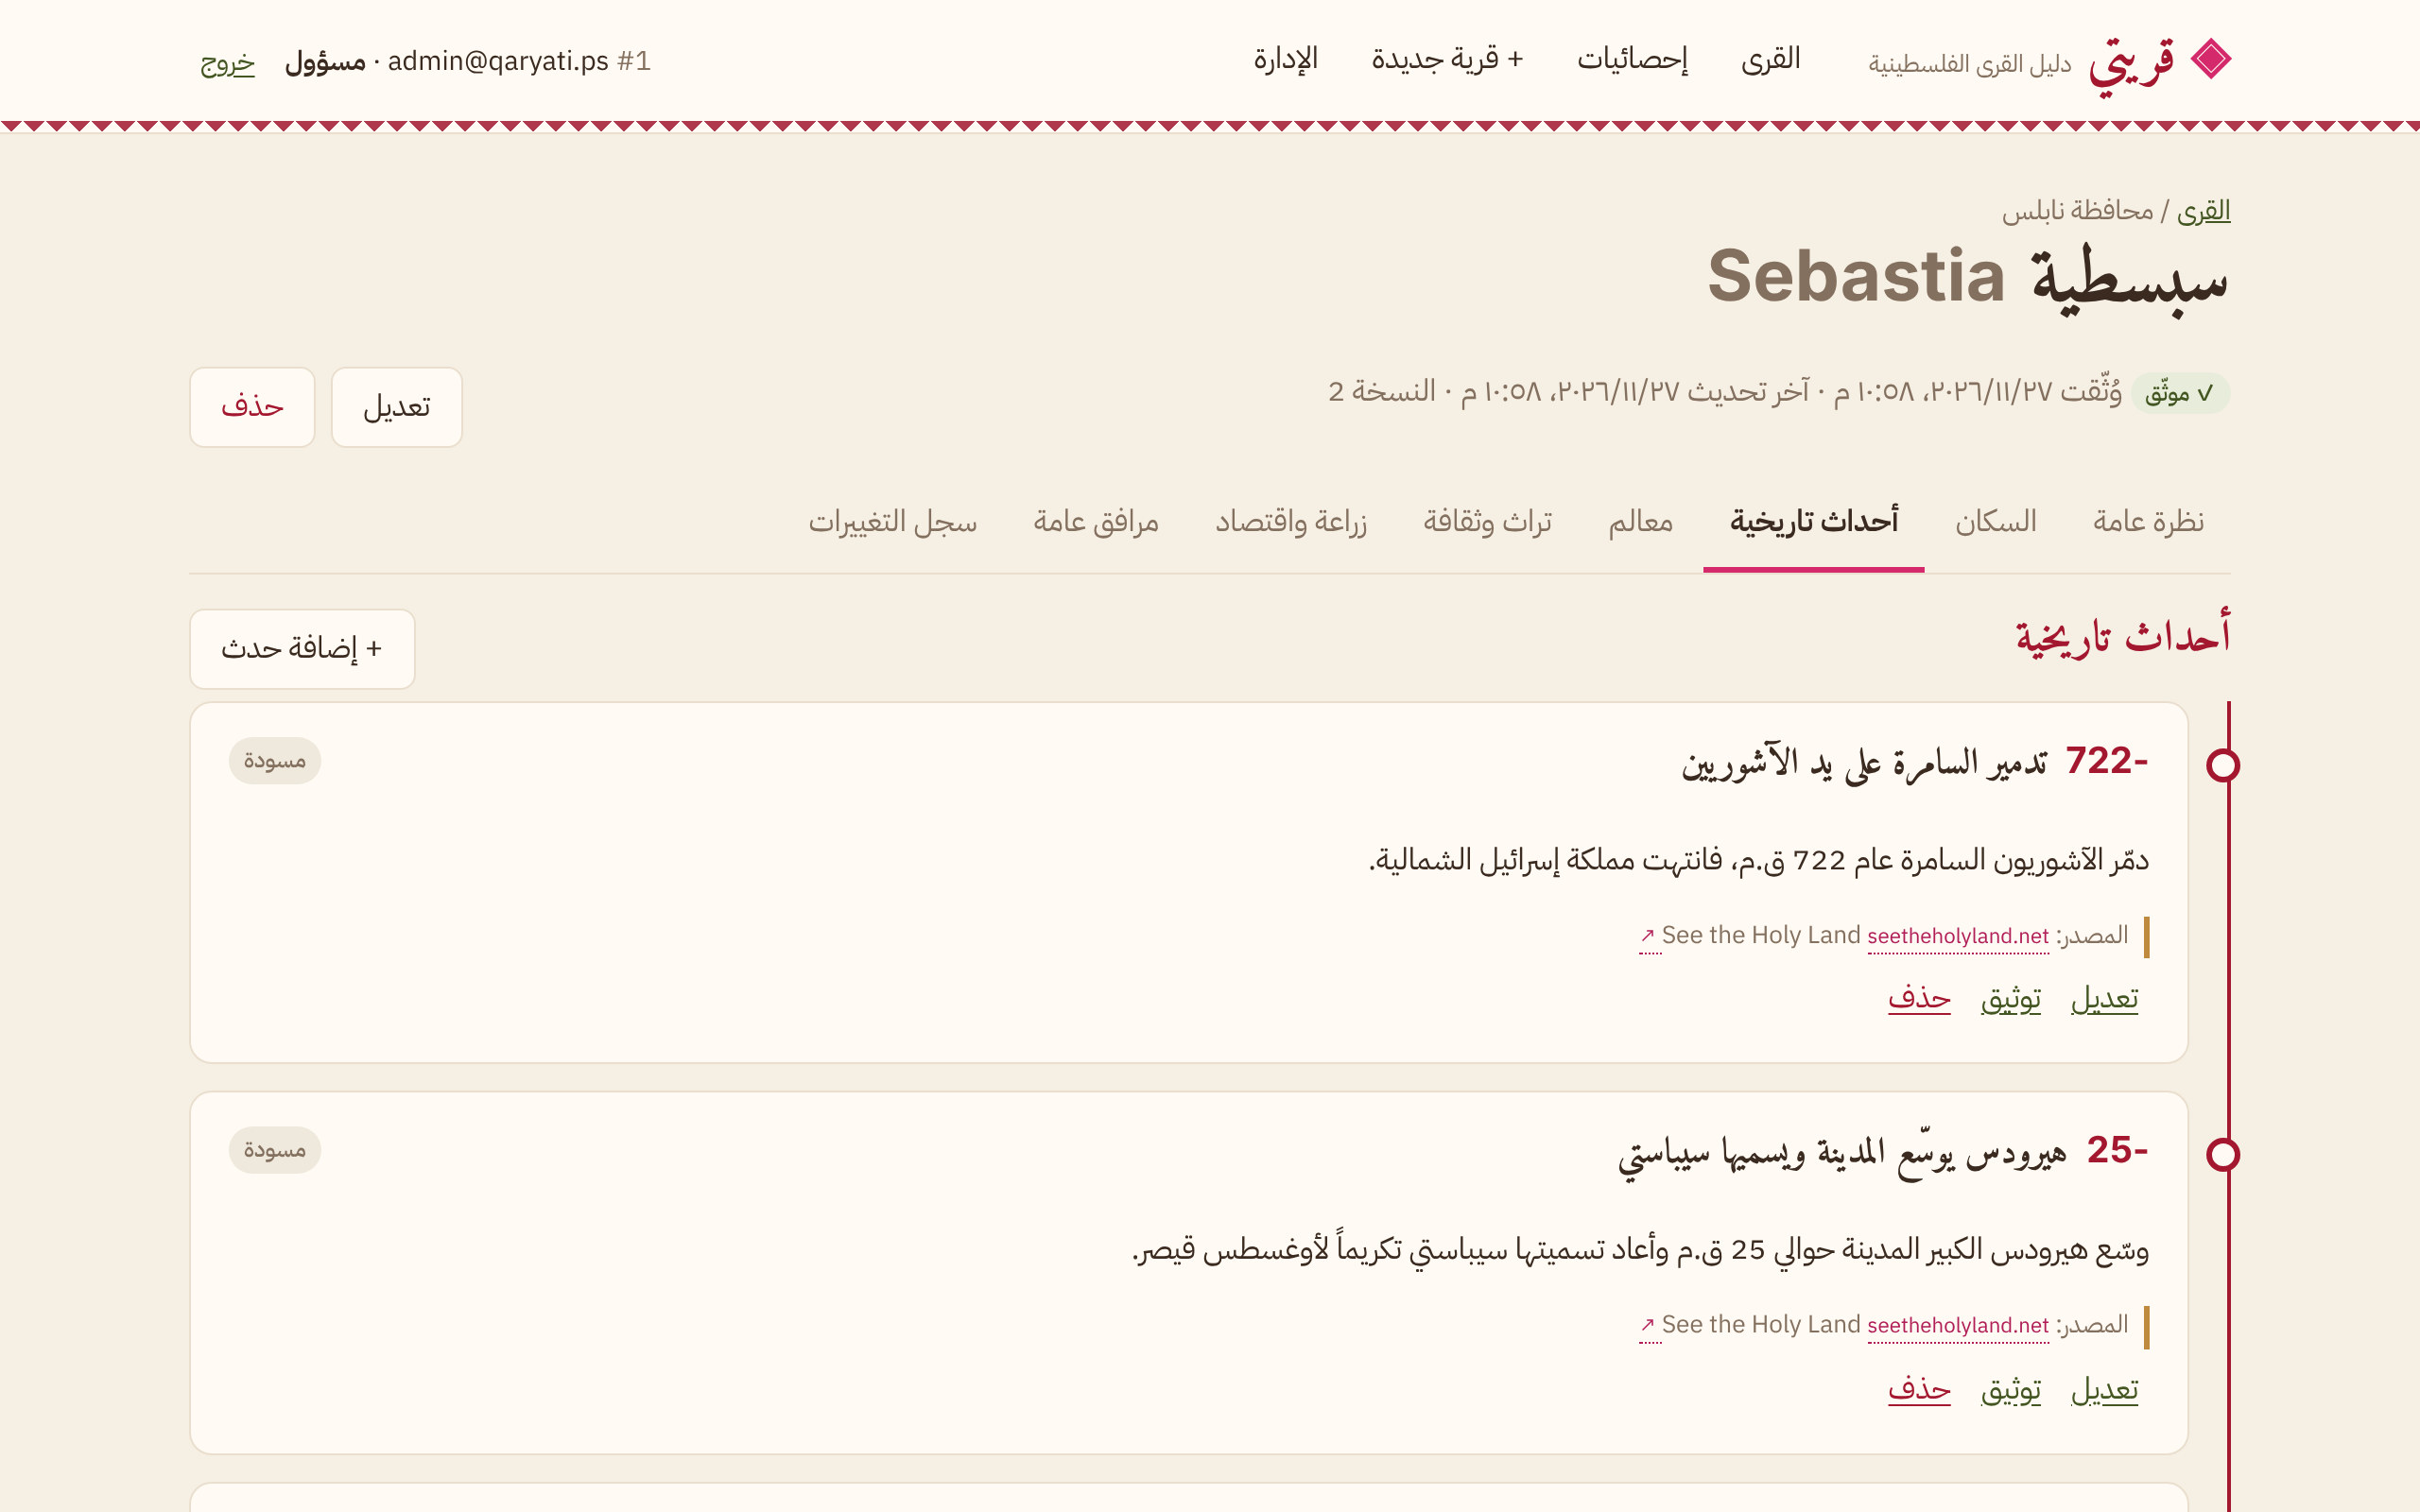 قريتي دليل القرى الفلسطينية القرى إحصائيات + قرية جديدة الإدارة admin@qaryati.ps #1 · مسؤول خروج
القرى / محافظة نابلس
سبسطية Sebastia
✓ موثّق وُثّقت ٢٠٢٦/١١/٢٧، ١٠:٥٨ م · آخر تحديث ٢٠٢٦/١١/٢٧، ١٠:٥٨ م · النسخة 2 تعديل حذف
نظرة عامة السكان أحداث تاريخية معالم تراث وثقافة زراعة واقتصاد مرافق عامة سجل التغييرات
أحداث تاريخية + إضافة حدث
-722 تدمير السامرة على يد الآشوريين مسودة
دمّر الآشوريون السامرة عام 722 ق.م، فانتهت مملكة إسرائيل الشمالية.
المصدر: See the Holy Land seetheholyland.net ↗
تعديل توثيق حذف
-25 هيرودس يوسّع المدينة ويسميها سيباستي مسودة
وسّع هيرودس الكبير المدينة حوالي 25 ق.م وأعاد تسميتها سيباستي تكريماً لأوغسطس قيصر.
المصدر: See the Holy Land seetheholyland.net ↗
تعديل توثيق حذف